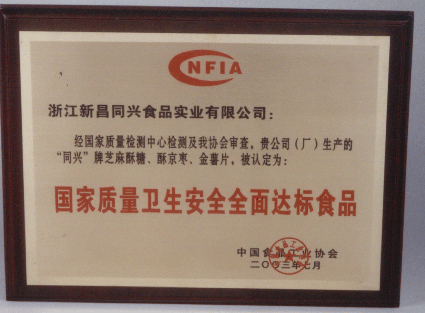 CNFIA
浙江新昌同兴食品实业有限公司：
经国家质量检测中心检测及我协会审查，贵公司（厂）生产的
“同兴”牌芝麻酥糖、酥京枣、金薯片，被认定为：
国家质量卫生安全全面达标食品
中国食品工业协会
二〇〇三年七月